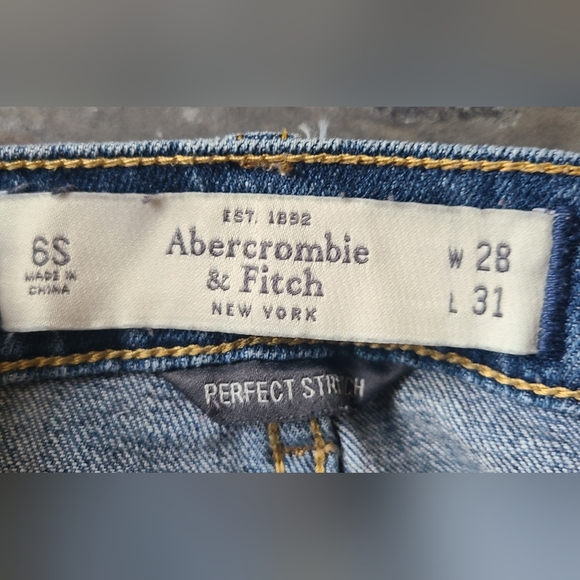 6S
MADE IN
CHINA
EST. 1892
Abercrombie
& Fitch
NEW YORK
W 28
L 31
PERFECT